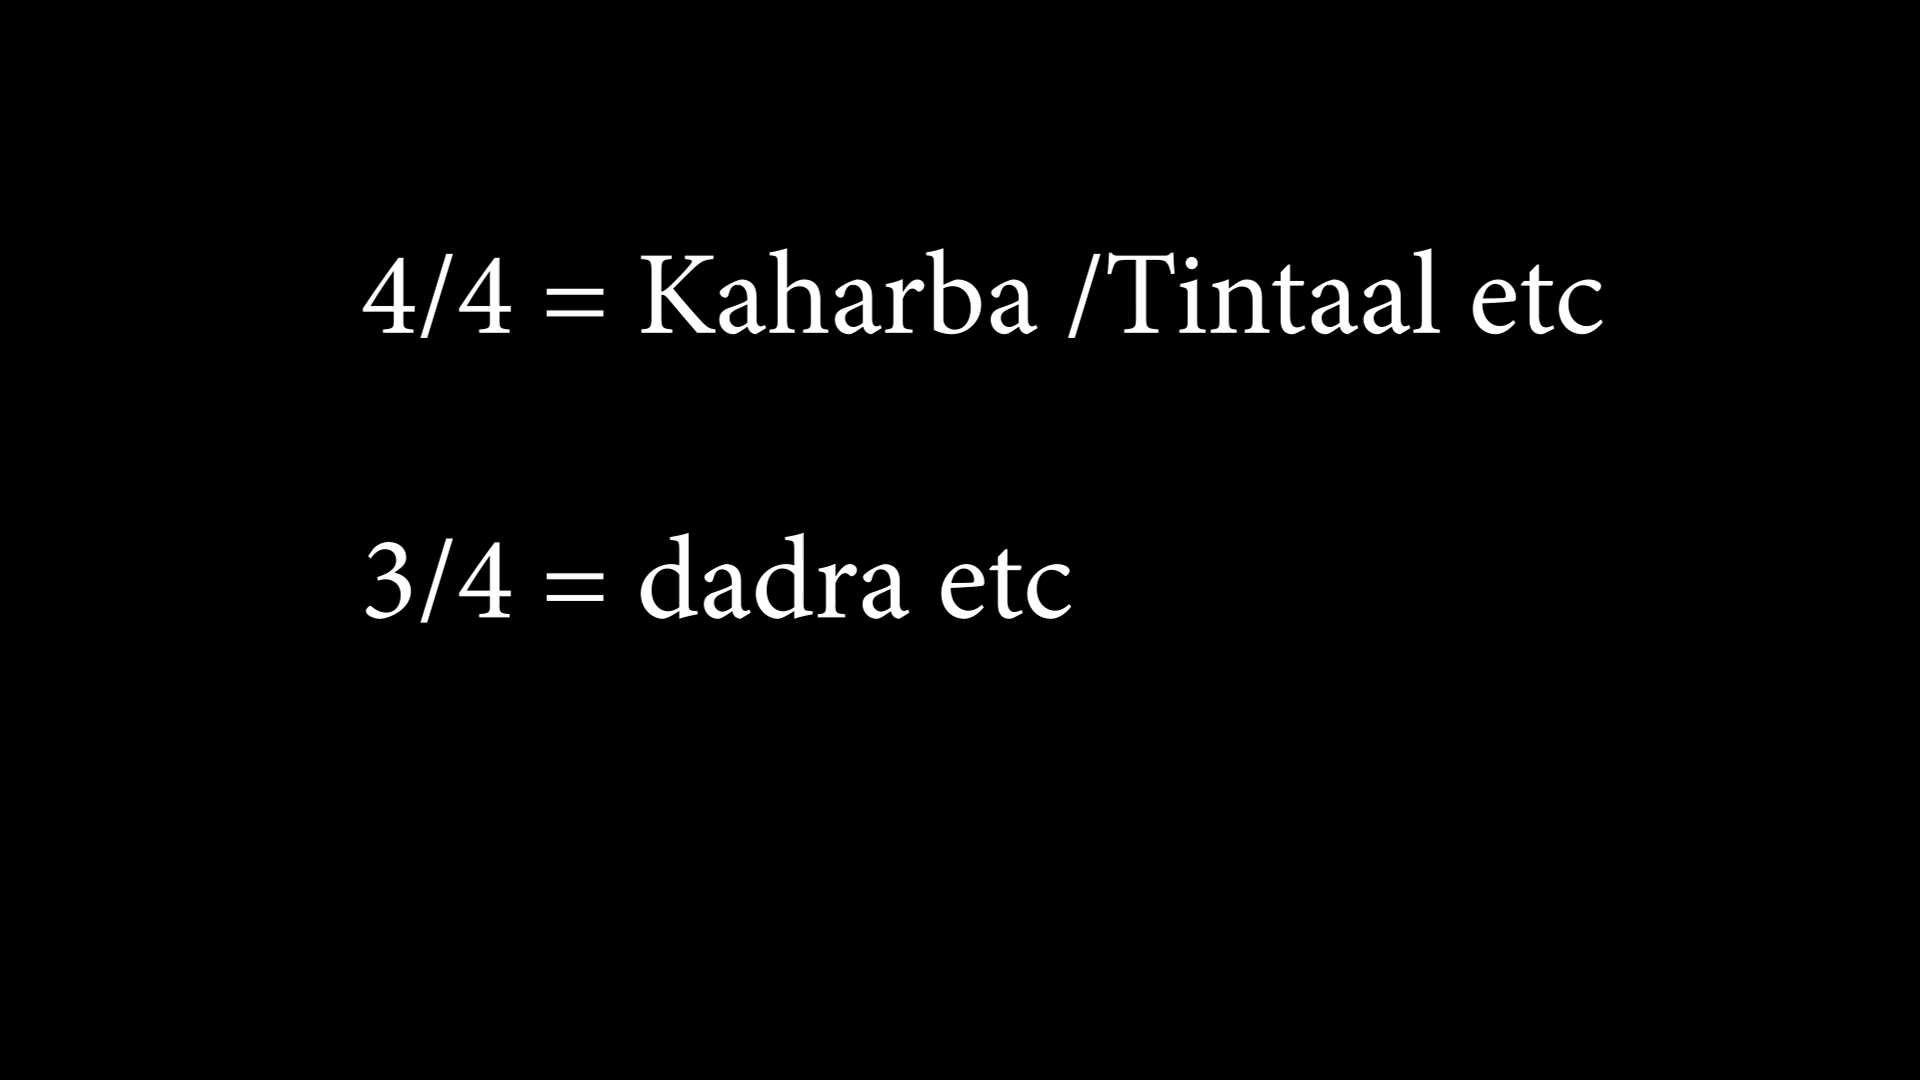 4/4 = Kaharba /Tintaal etc
3/4 = dadra etc